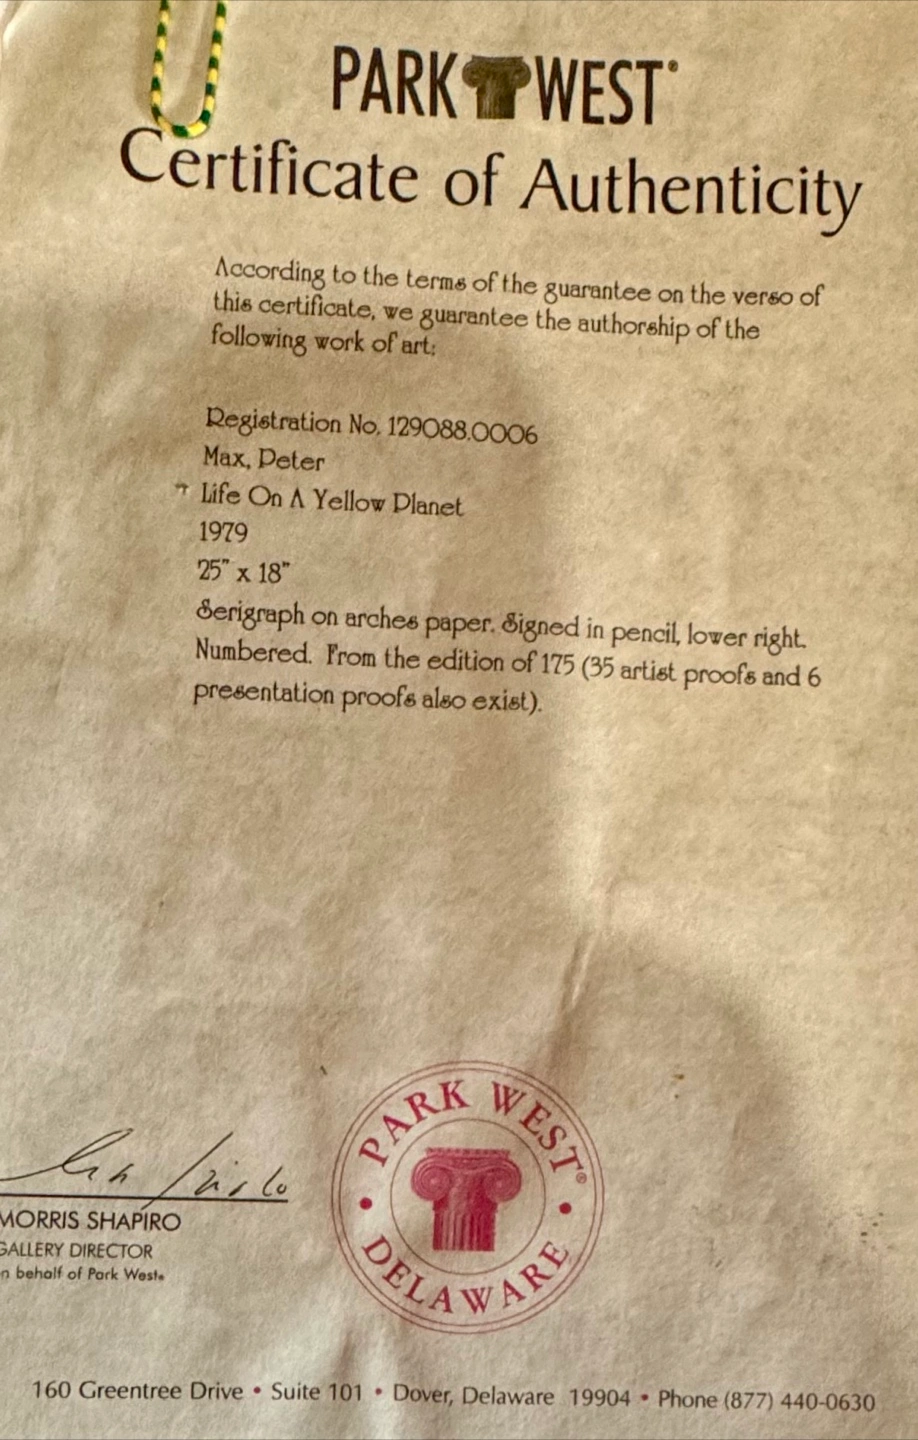 PARK WEST®
Certificate of Authenticity
According to the terms of the guarantee on the verso of
this certificate, we guarantee the authorship of the
following work of art:
Registration No. 129088.0006
Max, Peter
Life On A Yellow Planet
1979
25" x 18"
Serigraph on arches paper. Signed in pencil, lower right.
Numbered. From the edition of 175 (35 artist proofs and 6
presentation proofs also exist).
MORRIS SHAPIRO
GALLERY DIRECTOR
n behalf of Park West®
PARK WEST®
• DELAWARE •
160 Greentree Drive • Suite 101 • Dover, Delaware 19904 • Phone (877) 440-0630